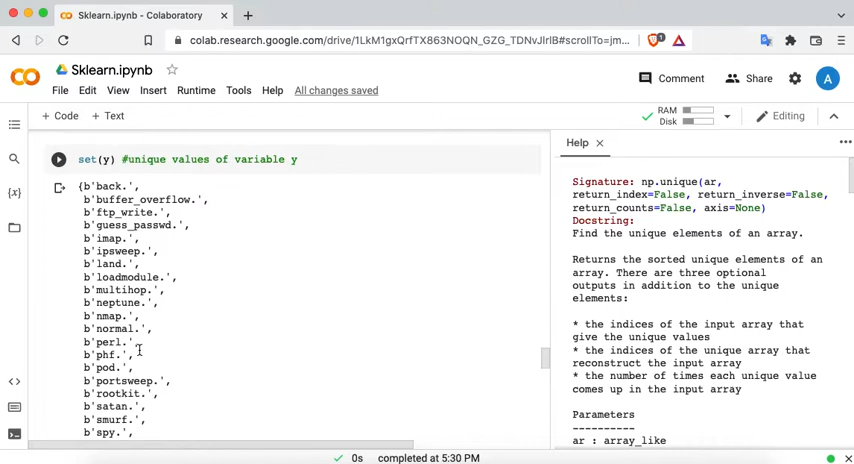 Sklearn.ipynb - Colaboratory
colab.research.google.com/drive/1LkM1gxQrfTX863NOQN_GZG_TDNvJIrlB#scrollTo=jm...
1
Sklearn.ipynb
Comment
Share
A
File Edit View Insert Runtime Tools Help All changes saved
+ Code + Text
RAM
Disk
Editing
set(y) #unique values of variable y
{b'back.',
b'buffer_overflow.',
b'ftp_write.',
b'guess_passwd.',
b'imap.',
b'ipsweep.',
b'land.',
b'loadmodule.',
b'multihop.',
b'neptune.',
b'nmap.',
b'normal.',
b'perl.',
b'phf.',
b'pod.',
b'portsweep.',
b'rootkit.',
b'satan.',
b'smurf.',
b'spy.',
Help
Signature: np.unique(ar,
return_index=False, return_inverse=False,
return_counts=False, axis=None)
Docstring:
Find the unique elements of an array.
Returns the sorted unique elements of an
array. There are three optional
outputs in addition to the unique
elements:
* the indices of the input array that
give the unique values
* the indices of the unique array that
reconstruct the input array
* the number of times each unique value
comes up in the input array
Parameters
----------
ar : array_like
0s completed at 5:30 PM